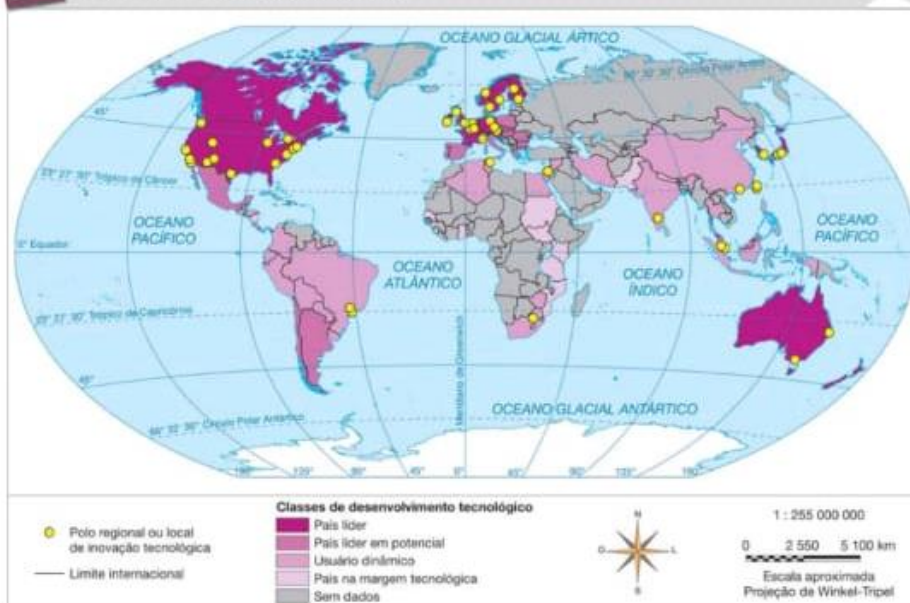 OCEANO GLACIAL ÁRTICO
45°
23° 27' 30" Trópico de Câncer
OCEANO
PACÍFICO
0° Equador
OCEANO
ATLÂNTICO
OCEANO
ÍNDICO
OCEANO
PACÍFICO
23° 27' 30" Trópico de Capricórnio
Meridiano de Greenwich
45°
OCEANO GLACIAL ANTÁRTICO
66° 32' 30" Círculo Polar Antártico
135°
90°
45°
0°
45°
90°
135°
180°
Polo regional ou local
de inovação tecnológica
Limite internacional
Classes de desenvolvimento tecnológico
País líder
País líder em potencial
Usuário dinâmico
País na margem tecnológica
Sem dados
N
O
L
S
1 : 255 000 000
0 2 550 5 100 km
Escala aproximada
Projeção de Winkel-Tripel